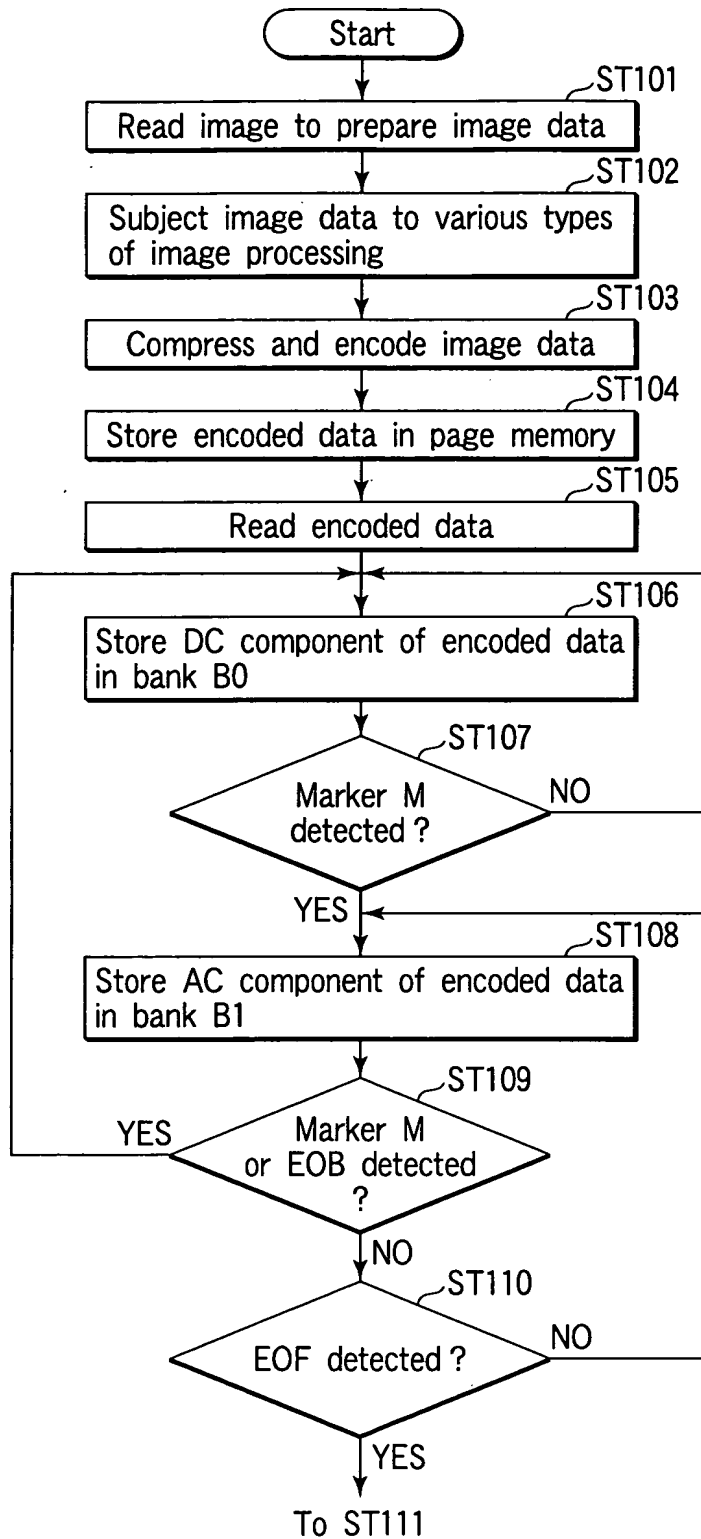 Start
ST101
Read image to prepare image data
ST102
Subject image data to various types
of image processing
ST103
Compress and encode image data
ST104
Store encoded data in page memory
ST105
Read encoded data
ST106
Store DC component of encoded data
in bank B0
ST107
Marker M
detected ?
NO
YES
ST108
Store AC component of encoded data
in bank B1
ST109
YES
Marker M
or EOB detected
?
NO
ST110
EOF detected ?
NO
YES
To ST111